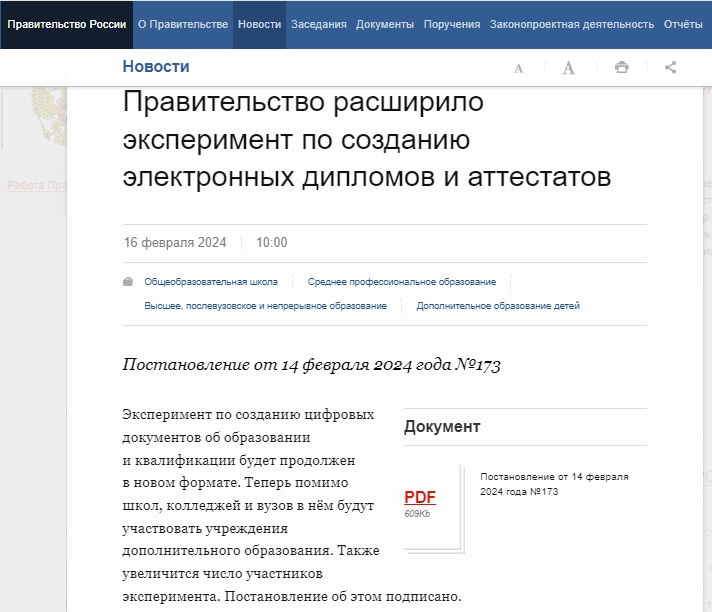 Правительство России О Правительстве Новости Заседания Документы Поручения Законопроектная деятельность Отчёты
Новости A A
Правительство расширило
эксперимент по созданию
электронных дипломов и аттестатов
Работа Пра
16 февраля 2024 10:00
Общеобразовательная школа Среднее профессиональное образование
Высшее, послевузовское и непрерывное образование Дополнительное образование детей
Постановление от 14 февраля 2024 года №173
Эксперимент по созданию цифровых
документов об образовании
и квалификации будет продолжен
в новом формате. Теперь помимо
школ, колледжей и вузов в нём будут
участвовать учреждения
дополнительного образования. Также
увеличится число участников
эксперимента. Постановление об этом подписано.
Документ
PDF
609Kb
Постановление от 14 февраля
2024 года №173